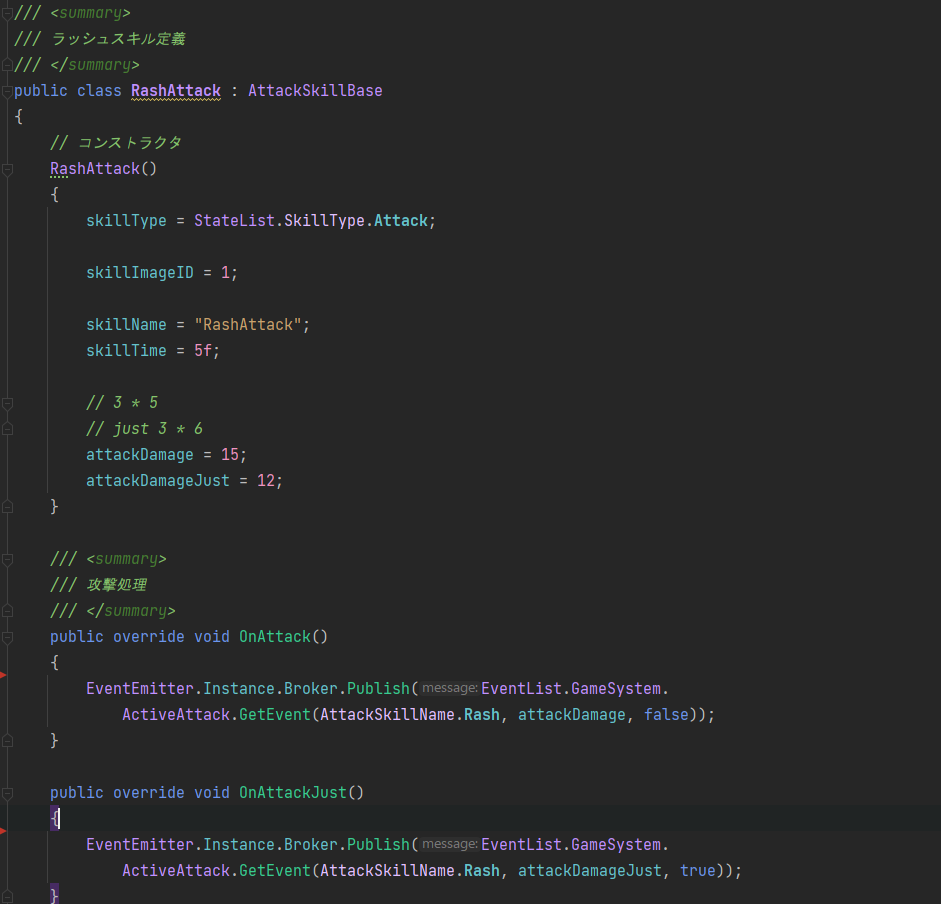 /// <summary>
/// ラッシュスキル定義
/// </summary>
public class RashAttack : AttackSkillBase
{
// コンストラクタ
RashAttack()
{
skillType = StateList.SkillType.Attack;
skillImageID = 1;
skillName = "RashAttack";
skillTime = 5f;
// 3 * 5
// just 3 * 6
attackDamage = 15;
attackDamageJust = 12;
}
/// <summary>
/// 攻撃処理
/// </summary>
public override void OnAttack()
{
EventEmitter.Instance.Broker.Publish( message: EventList.GameSystem.
ActiveAttack.GetEvent(AttackSkillName.Rash, attackDamage, false));
}
public override void OnAttackJust()
{
EventEmitter.Instance.Broker.Publish( message: EventList.GameSystem.
ActiveAttack.GetEvent(AttackSkillName.Rash, attackDamageJust, true));
}